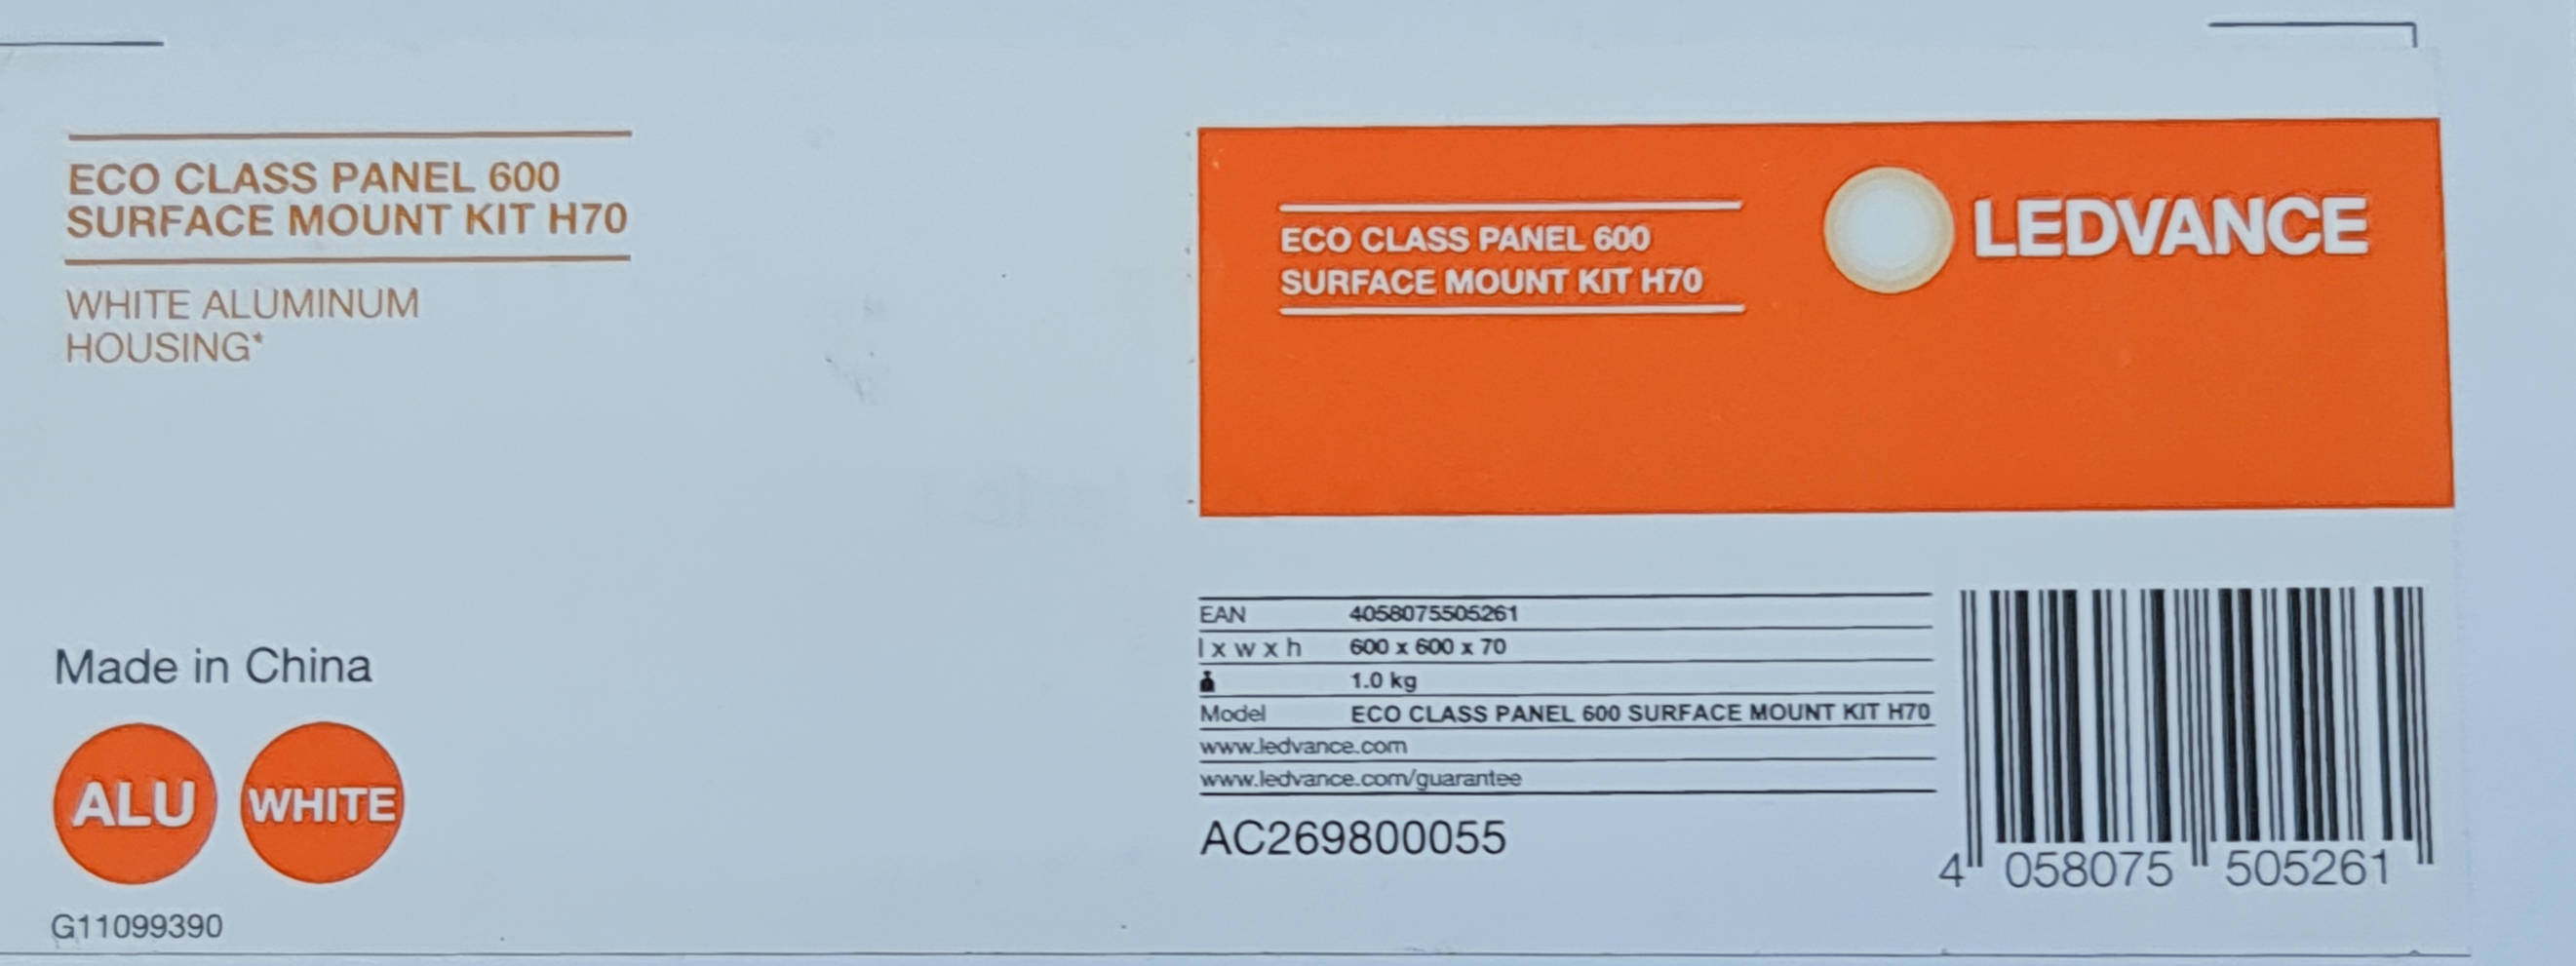 ECO CLASS PANEL 600
SURFACE MOUNT KIT H70
WHITE ALUMINUM
HOUSING*
Made in China
ALU
WHITE
G11099390
ECO CLASS PANEL 600
SURFACE MOUNT KIT H70
LEDVANCE
EAN 4058075505261
l x w x h 600 x 600 x 70
1.0 kg
Model ECO CLASS PANEL 600 SURFACE MOUNT KIT H70
www.ledvance.com
www.ledvance.com/guarantee
AC269800055
4 058075 505261